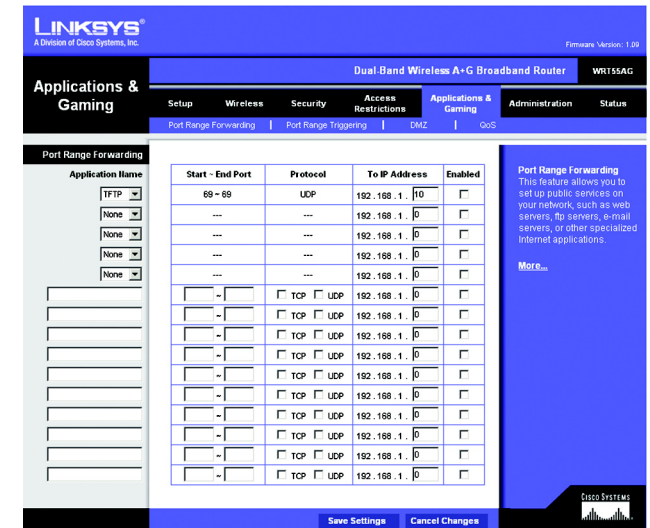 LINKSYS®
A Division of Cisco Systems, Inc.
Firmware Version: 1.09
Dual-Band Wireless A+G Broadband Router WRT55AG
Applications & Gaming
Setup Wireless Security Access Restrictions Applications & Gaming Administration Status
Port Range Forwarding | Port Range Triggering | DMZ | QoS
Port Range Forwarding
Application Name Start ~ End Port Protocol To IP Address Enabled
TFTP 69 ~ 69 UDP 192.168.1. 10
None --- --- 192.168.1. 0
None --- --- 192.168.1. 0
None --- --- 192.168.1. 0
None --- --- 192.168.1. 0
~ TCP UDP 192.168.1. 0
~ TCP UDP 192.168.1. 0
~ TCP UDP 192.168.1. 0
~ TCP UDP 192.168.1. 0
~ TCP UDP 192.168.1. 0
~ TCP UDP 192.168.1. 0
~ TCP UDP 192.168.1. 0
~ TCP UDP 192.168.1. 0
~ TCP UDP 192.168.1. 0
~ TCP UDP 192.168.1. 0
Port Range Forwarding
This feature allows you to
set up public services on
your network, such as web
servers, ftp servers, e-mail
servers, or other specialized
Internet applications.
More...
Save Settings Cancel Changes
CISCO SYSTEMS